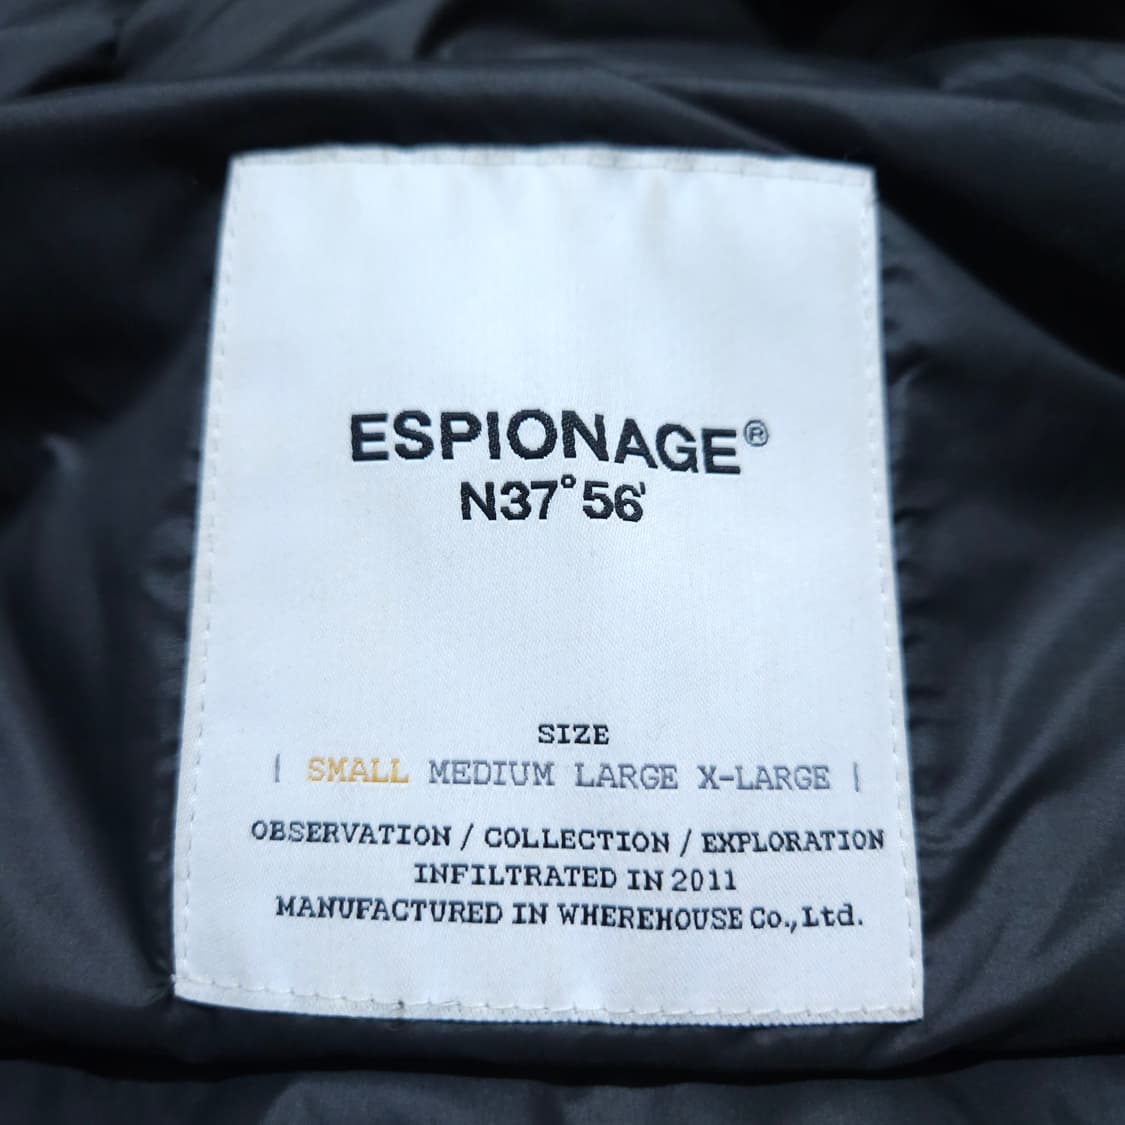 ESPIONAGE®
N37°56'
SIZE
| SMALL MEDIUM LARGE X-LARGE |
OBSERVATION / COLLECTION / EXPLORATION
INFILTRATED IN 2011
MANUFACTURED IN WHEREHOUSE Co.,Ltd.